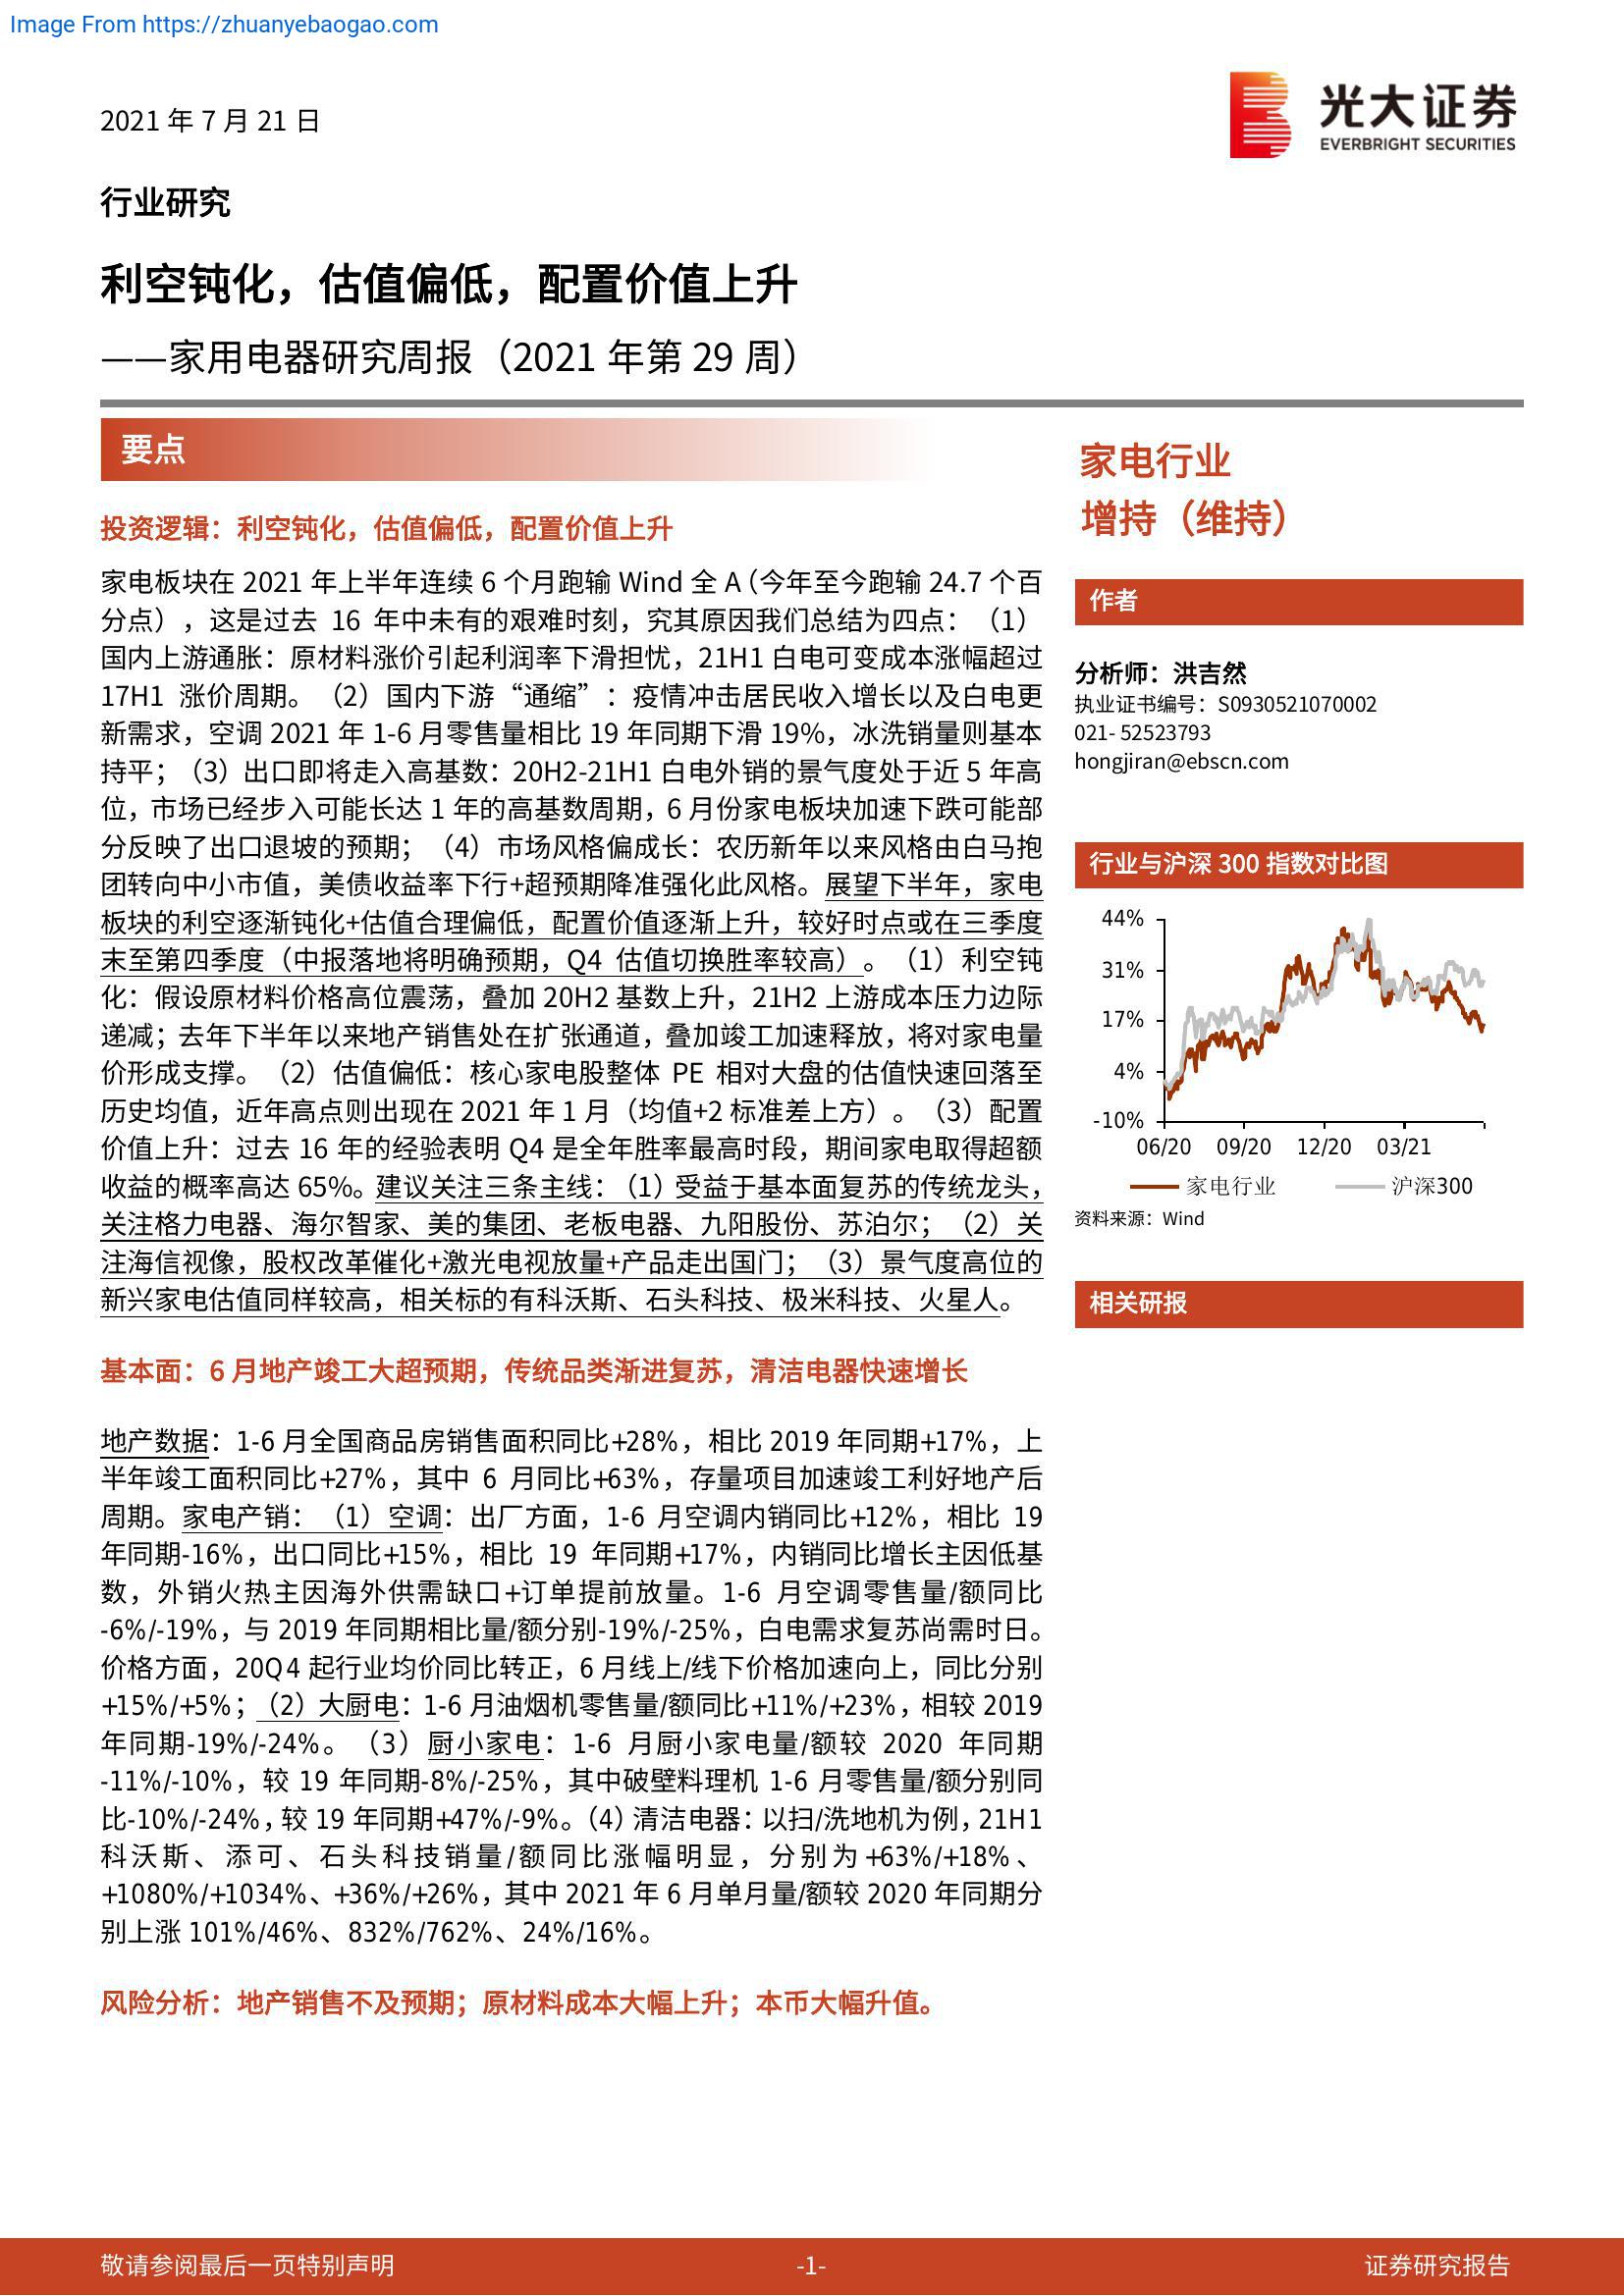 Image From https://zhuanyebaogao.com
2021 年 7 月 21 日
光大证券
EVERBRIGHT SECURITIES
行业研究
利空钝化，估值偏低，配置价值上升
——家用电器研究周报（2021 年第 29 周）
要点
投资逻辑：利空钝化，估值偏低，配置价值上升
家电板块在 2021 年上半年连续 6 个月跑输 Wind 全 A（今年至今跑输 24.7 个百
分点），这是过去 16 年中未有的艰难时刻，究其原因我们总结为四点：（1）
国内上游通胀：原材料涨价引起利润率下滑担忧，21H1 白电可变成本涨幅超过
17H1 涨价周期。（2）国内下游“通缩”：疫情冲击居民收入增长以及白电更
新需求，空调 2021 年 1-6 月零售量相比 19 年同期下滑 19%，冰洗销量则基本
持平；（3）出口即将走入高基数：20H2-21H1 白电外销的景气度处于近 5 年高
位，市场已经步入可能长达 1 年的高基数周期，6 月份家电板块加速下跌可能部
分反映了出口退坡的预期；（4）市场风格偏成长：农历新年以来风格由白马抱
团转向中小市值，美债收益率下行+超预期降准强化此风格。展望下半年，家电
板块的利空逐渐钝化+估值合理偏低，配置价值逐渐上升，较好时点或在三季度
末至第四季度（中报落地将明确预期，Q4 估值切换胜率较高）。（1）利空钝
化：假设原材料价格高位震荡，叠加 20H2 基数上升，21H2 上游成本压力边际
递减；去年下半年以来地产销售处在扩张通道，叠加竣工加速释放，将对家电量
价形成支撑。（2）估值偏低：核心家电股整体 PE 相对大盘的估值快速回落至
历史均值，近年高点则出现在 2021 年 1 月（均值+2 标准差上方）。（3）配置
价值上升：过去 16 年的经验表明 Q4 是全年胜率最高时段，期间家电取得超额
收益的概率高达 65%。建议关注三条主线：（1）受益于基本面复苏的传统龙头，
关注格力电器、海尔智家、美的集团、老板电器、九阳股份、苏泊尔；（2）关
注海信视像，股权改革催化+激光电视放量+产品走出国门；（3）景气度高位的
新兴家电估值同样较高，相关标的有科沃斯、石头科技、极米科技、火星人。
基本面：6 月地产竣工大超预期，传统品类渐进复苏，清洁电器快速增长
地产数据：1-6 月全国商品房销售面积同比+28%，相比 2019 年同期+17%，上
半年竣工面积同比+27%，其中 6 月同比+63%，存量项目加速竣工利好地产后
周期。家电产销：（1）空调：出厂方面，1-6 月空调内销同比+12%，相比 19
年同期-16%，出口同比+15%，相比 19 年同期+17%，内销同比增长主因低基
数，外销火热主因海外供需缺口+订单提前放量。1-6 月空调零售量/额同比
-6%/-19%，与 2019 年同期相比量/额分别-19%/-25%，白电需求复苏尚需时日。
价格方面，20Q4 起行业均价同比转正，6 月线上/线下价格加速向上，同比分别
+15%/+5%；（2）大厨电：1-6 月油烟机零售量/额同比+11%/+23%，相较 2019
年同期-19%/-24%。（3）厨小家电：1-6 月厨小家电量/额较 2020 年同期
-11%/-10%，较 19 年同期-8%/-25%，其中破壁料理机 1-6 月零售量/额分别同
比-10%/-24%，较 19 年同期+47%/-9%。（4）清洁电器：以扫/洗地机为例，21H1
科沃斯、添可、石头科技销量/额同比涨幅明显，分别为+63%/+18%、
+1080%/+1034%、+36%/+26%，其中 2021 年 6 月单月量/额较 2020 年同期分
别上涨 101%/46%、832%/762%、24%/16%。
风险分析：地产销售不及预期；原材料成本大幅上升；本币大幅升值。
家电行业
增持（维持）
作者
分析师：洪吉然
执业证书编号：S0930521070002
021- 52523793
hongjiran@ebscn.com
行业与沪深 300 指数对比图
44%
31%
17%
4%
-10%
06/20 09/20 12/20 03/21
家电行业 沪深300
资料来源：Wind
相关研报
敬请参阅最后一页特别声明 -1- 证券研究报告